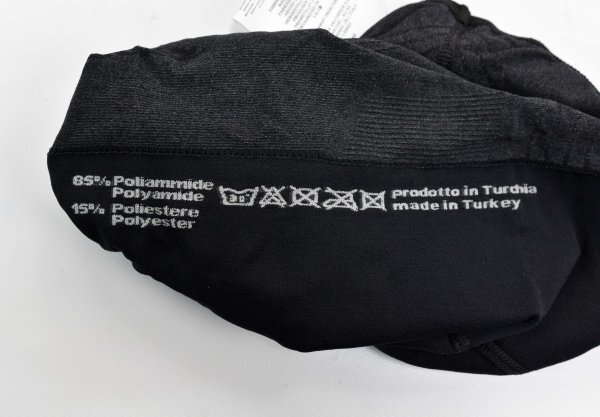 85% Poliammide
Polyamide
15% Poliestere
Polyester
30
prodotto in Turchia
made in Turkey